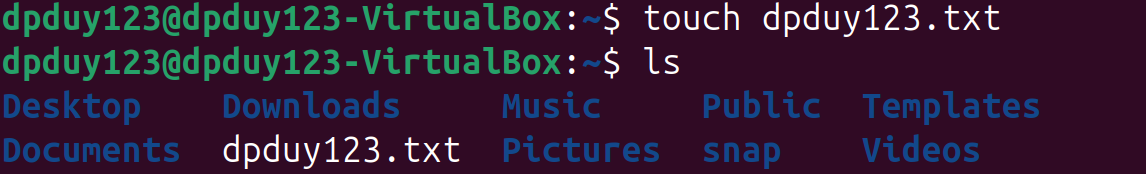 dpduy123@dpduy123-VirtualBox:~$ touch dpduy123.txt
dpduy123@dpduy123-VirtualBox:~$ ls
Desktop    Downloads     Music     Public  Templates
Documents  dpduy123.txt  Pictures  snap    Videos